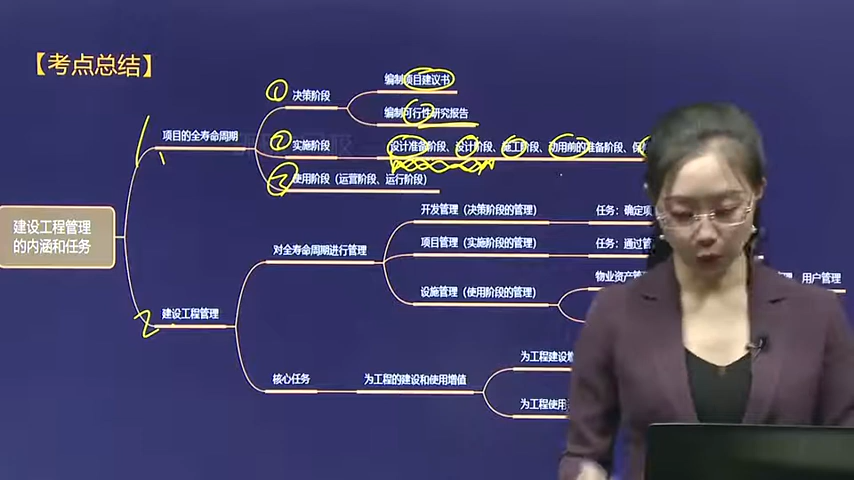 【考点总结】
建设工程管理
的内涵和任务
项目的全寿命周期
① 决策阶段
编制项目建议书
编制可行性研究报告
② 实施阶段
设计准备阶段、设计阶段、施工阶段、动用前的准备阶段、保
③ 使用阶段（运营阶段、运行阶段）
2 建设工程管理
对全寿命周期进行管理
开发管理（决策阶段的管理）
任务：确定项
项目管理（实施阶段的管理）
任务：通过管
设施管理（使用阶段的管理）
物业资产管
理、用户管理
核心任务
为工程的建设和使用增值
为工程建设增
为工程使用